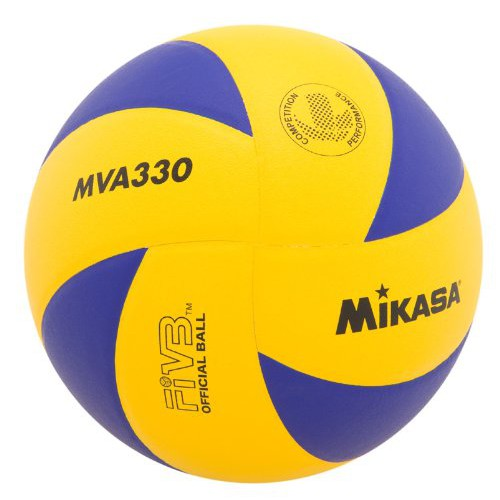 COMPETITION
PERFORMANCE
MVA330
MiKASA
FiVB™
OFFICIAL BALL